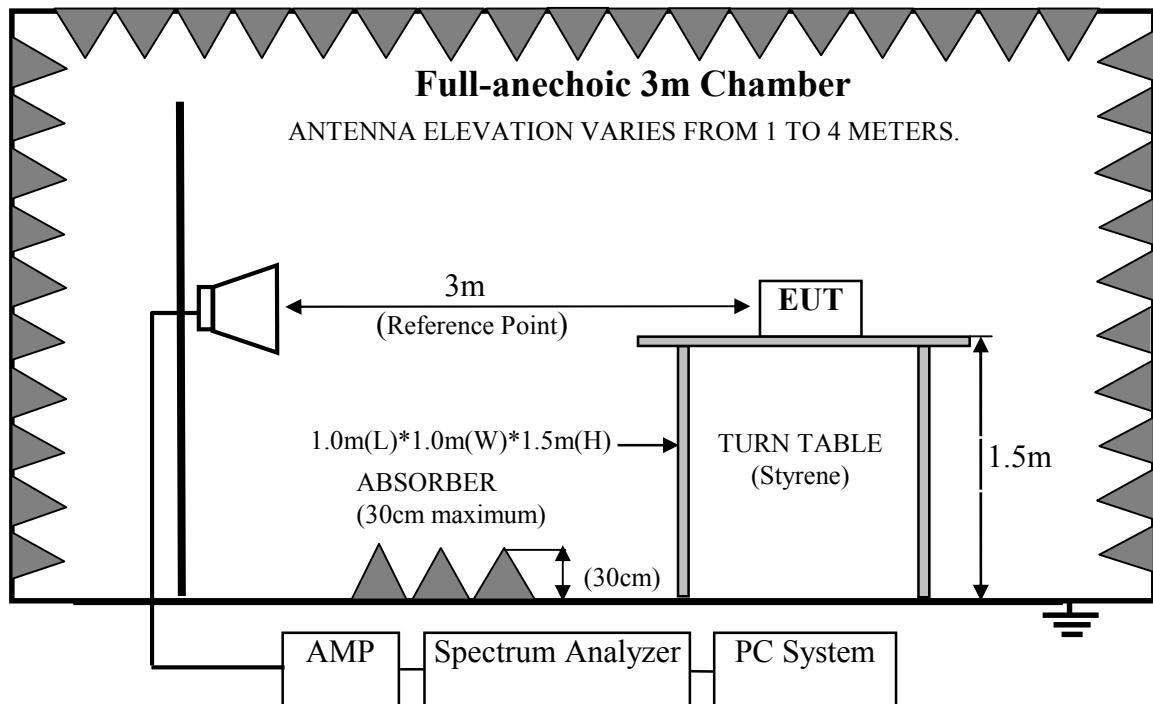 Full-anechoic 3m Chamber
ANTENNA ELEVATION VARIES FROM 1 TO 4 METERS.
3m
(Reference Point)
EUT
1.0m(L)*1.0m(W)*1.5m(H)
TURN TABLE
(Styrene)
1.5m
ABSORBER
(30cm maximum)
(30cm)
AMP
Spectrum Analyzer
PC System